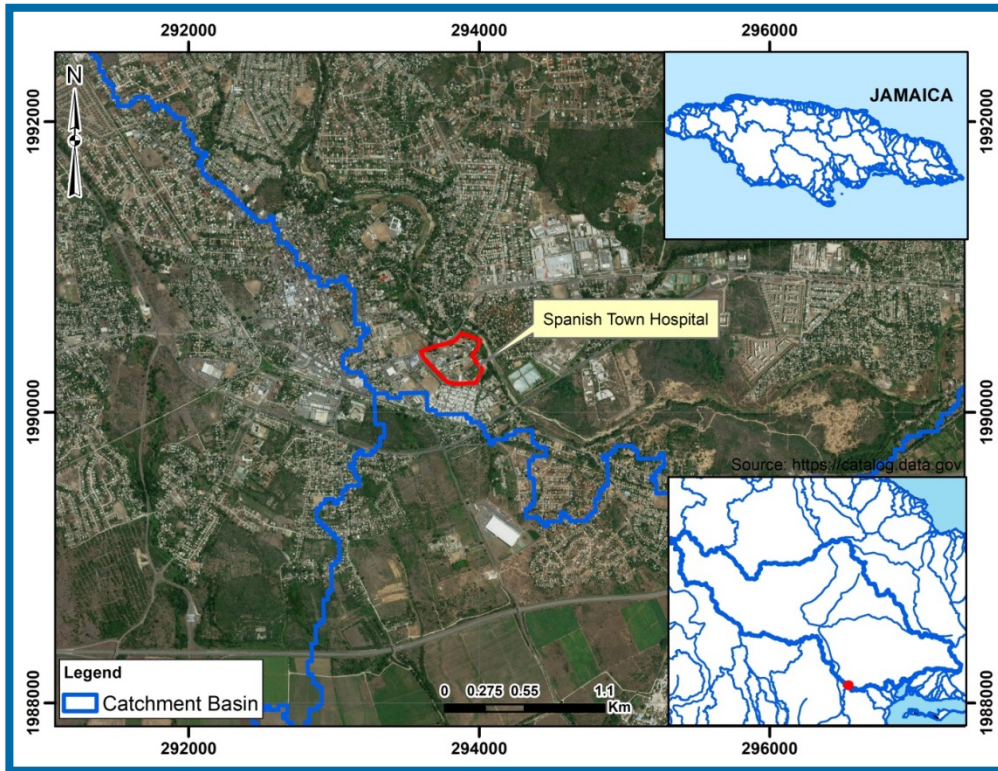 292000
294000
296000
N
1992000
1992000
JAMAICA
Spanish Town Hospital
1990000
1990000
Source: https://catalog.data.gov
Legend
Catchment Basin
0 0.275 0.55 1.1
Km
1988000
1988000
292000
294000
296000